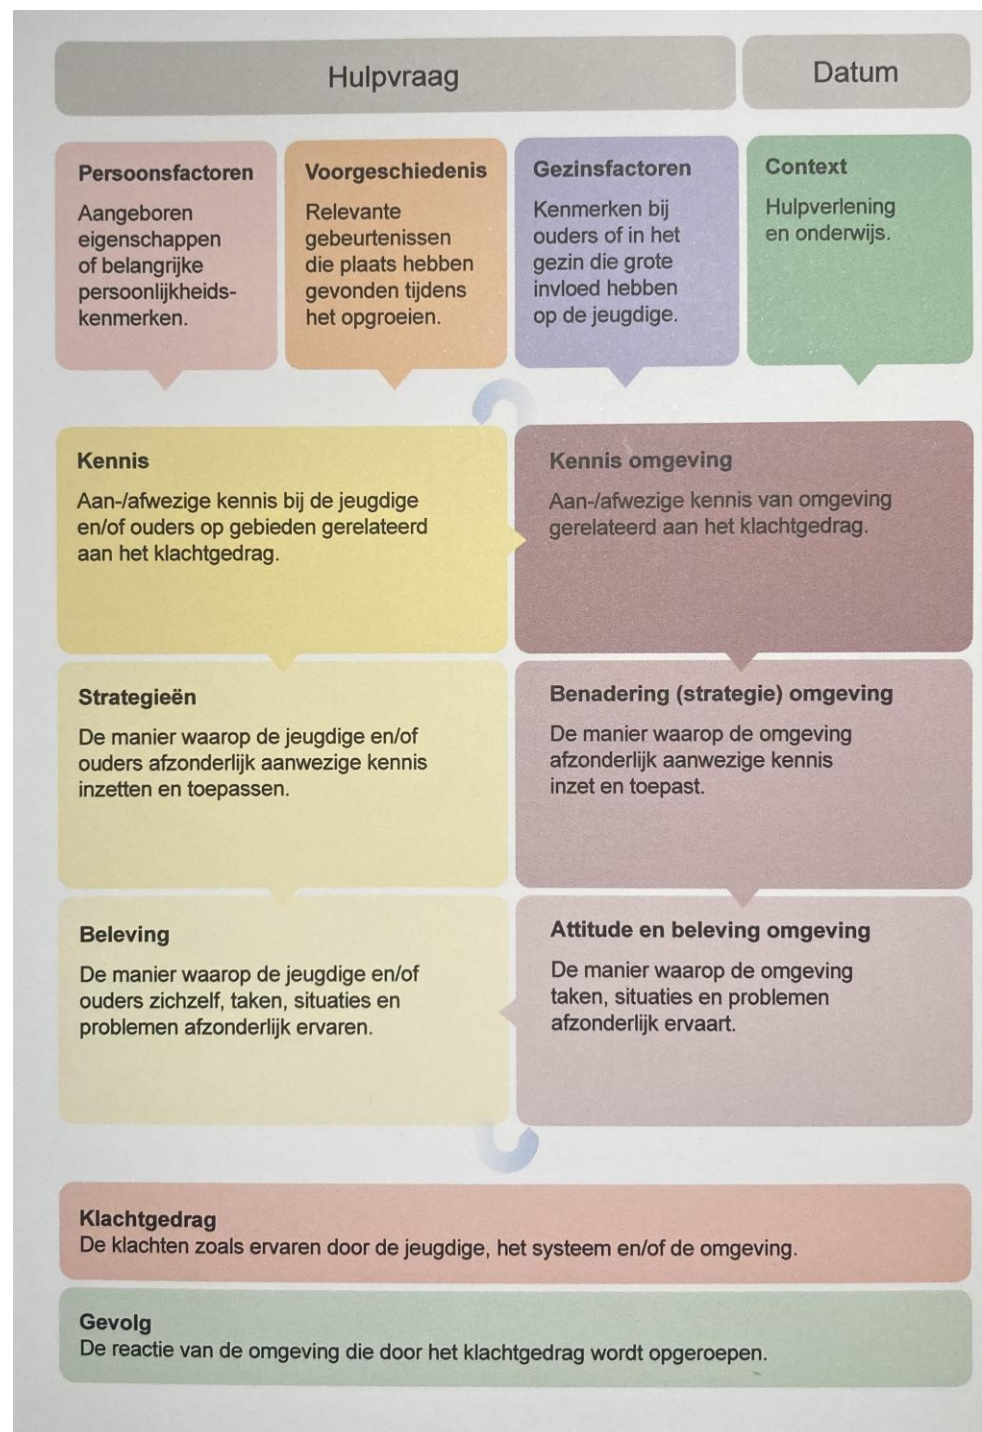 Hulpvraag
Datum
Persoonsfactoren
Aangeboren
eigenschappen
of belangrijke
persoonlijkheids-
kenmerken.
Voorgeschiedenis
Relevante
gebeurtenissen
die plaats hebben
gevonden tijdens
het opgroeien.
Gezinsfactoren
Kenmerken bij
ouders of in het
gezin die grote
invloed hebben
op de jeugdige.
Context
Hulpverlening
en onderwijs.
Kennis
Aan-/afwezige kennis bij de jeugdige
en/of ouders op gebieden gerelateerd
aan het klachtgedrag.
Kennis omgeving
Aan-/afwezige kennis van omgeving
gerelateerd aan het klachtgedrag.
Strategieën
De manier waarop de jeugdige en/of
ouders afzonderlijk aanwezige kennis
inzetten en toepassen.
Benadering (strategie) omgeving
De manier waarop de omgeving
afzonderlijk aanwezige kennis
inzet en toepast.
Beleving
De manier waarop de jeugdige en/of
ouders zichzelf, taken, situaties en
problemen afzonderlijk ervaren.
Attitude en beleving omgeving
De manier waarop de omgeving
taken, situaties en problemen
afzonderlijk ervaart.
Klachtgedrag
De klachten zoals ervaren door de jeugdige, het systeem en/of de omgeving.
Gevolg
De reactie van de omgeving die door het klachtgedrag wordt opgeroepen.